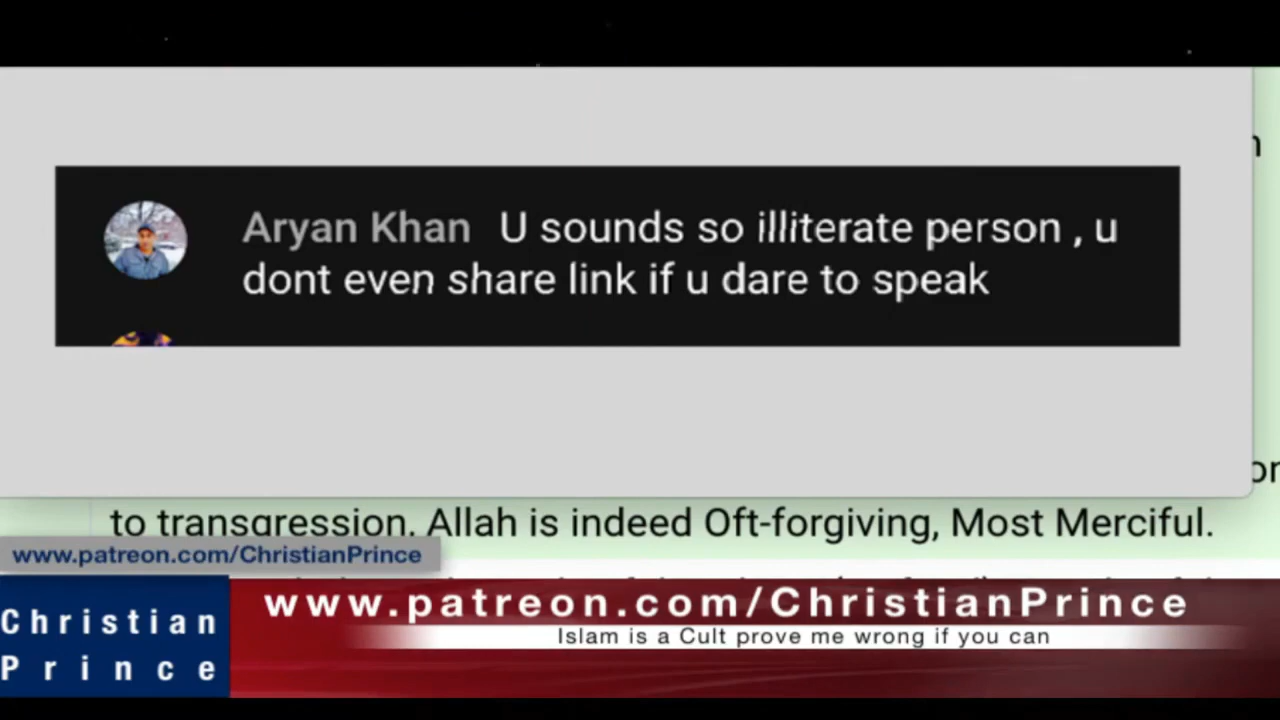 Aryan Khan U sounds so illiterate person , u
dont even share link if u dare to speak
to transgression, Allah is indeed Oft-forgiving, Most Merciful.
www.patreon.com/ChristianPrince
Christian
Prince
www.patreon.com/ChristianPrince
Islam is a Cult prove me wrong if you can